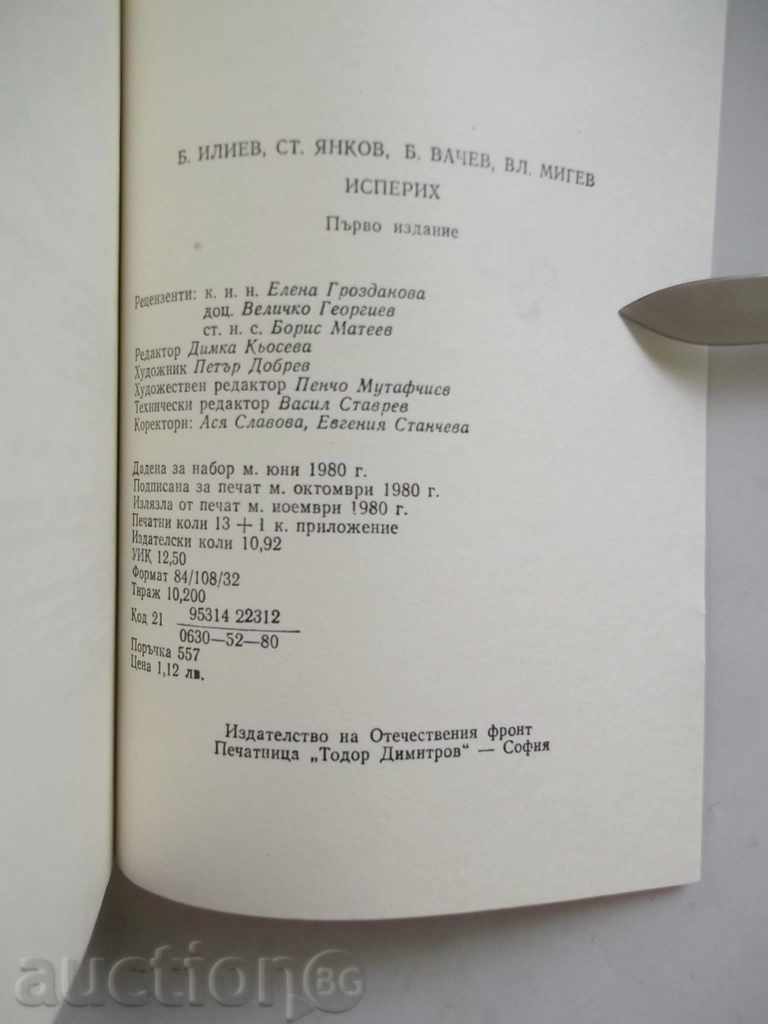 Б. ИЛИЕВ, СТ. ЯНКОВ, Б. ВАЧЕВ, ВЛ. МИГЕВ
ИСПЕРИХ
Първо издание
Рецензенти: к. и. н. Елена Грозданова
доц. Величко Георгиев
ст. н. с. Борис Матеев
Редактор Димка Кьосева
Художник Петър Добрев
Художествен редактор Пенчо Мутафчиев
Технически редактор Васил Ставрев
Коректори: Ася Славова, Евгения Станчева
Дадена за набор м. юни 1980 г.
Подписана за печат м. октомври 1980 г.
Излязла от печат м. ноември 1980 г.
Печатни коли 13 + 1 к. приложение
Издателски коли 10,92
УИК 12,50
Формат 84/108/32
Тираж 10,200
Код 21 95314 22312
0630—52—80
Поръчка 557
Цена 1,12 лв.
Издателство на Отечествения фронт
Печатница „Тодор Димитров“ — София
auction.BG